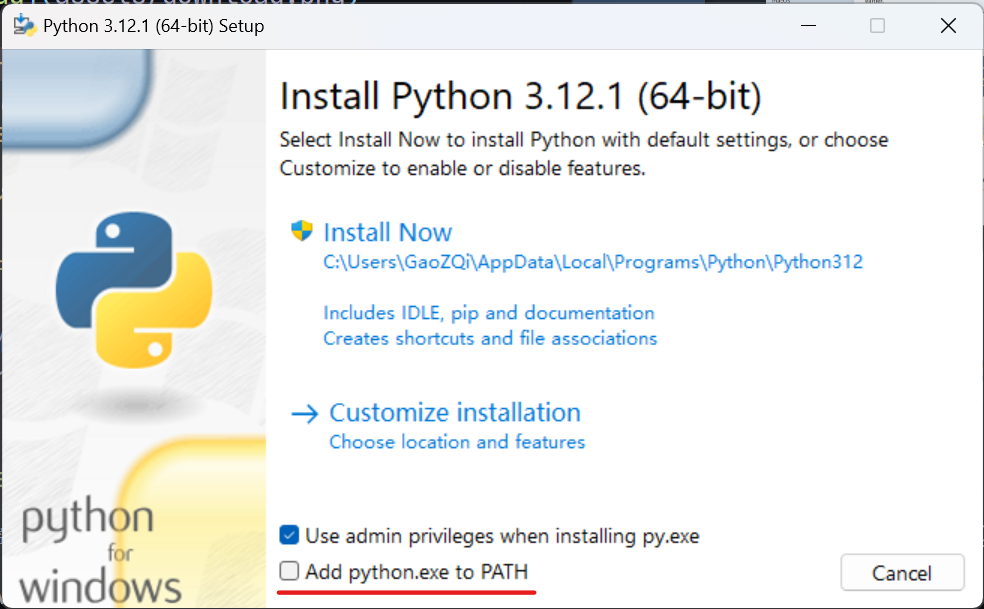 Python 3.12.1 (64-bit) Setup
Install Python 3.12.1 (64-bit)
Select Install Now to install Python with default settings, or choose
Customize to enable or disable features.
Install Now
C:\Users\GaoZQi\AppData\Local\Programs\Python\Python312
Includes IDLE, pip and documentation
Creates shortcuts and file associations
Customize installation
Choose location and features
Use admin privileges when installing py.exe
Add python.exe to PATH
Cancel
python
for
windows